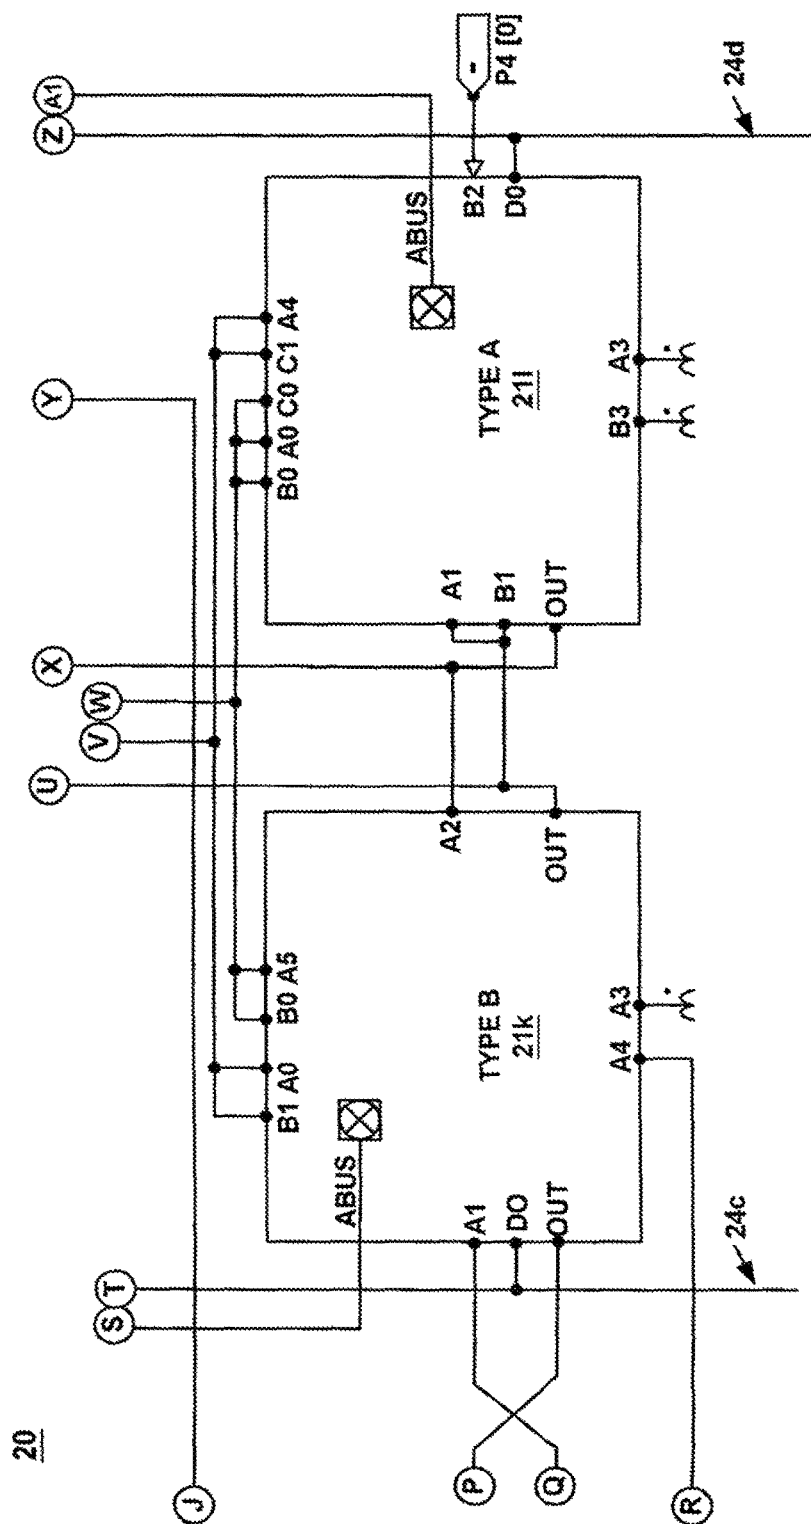 20
J
Y
S
T
U
V
W
X
Z
A1
B1 A0 B0 A5
B0 A0 C0 C1 A4
ABUS
ABUS
A1
DO
OUT
TYPE B
21k
A2
OUT
A1
B1
OUT
TYPE A
21l
B2
D0
-
P4 [0]
A4 A3
B3 A3
P
Q
R
24c
24d